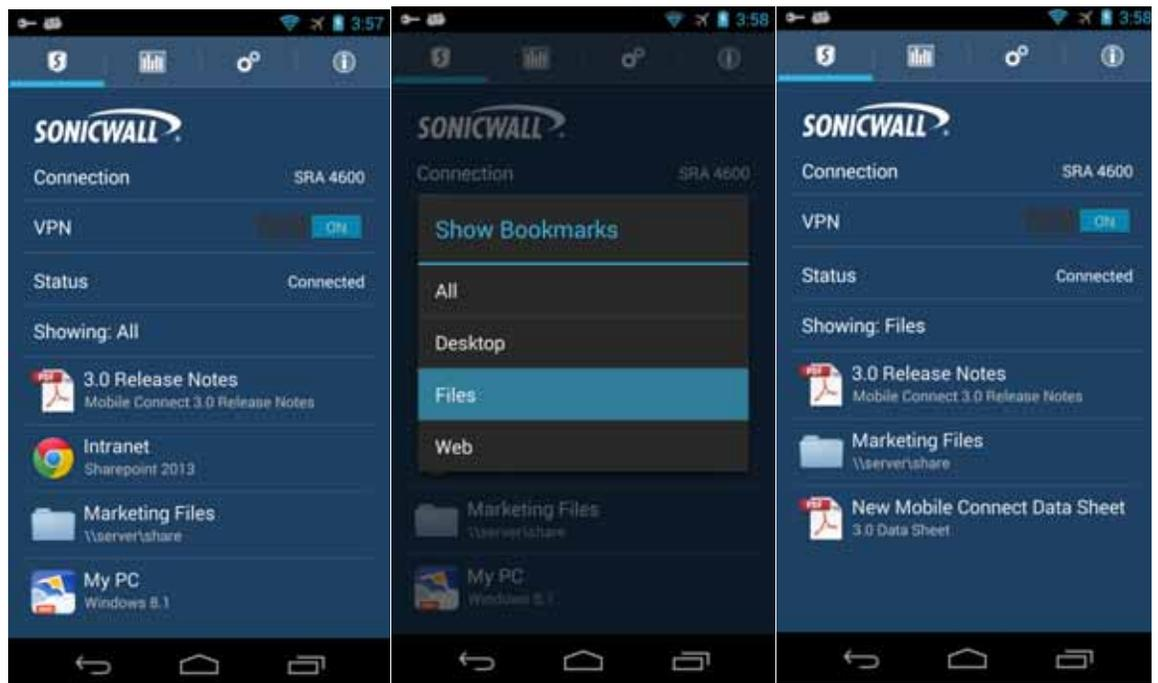 3:57
SONICWALL
Connection SRA 4600
VPN ON
Status Connected
Showing: All
3.0 Release Notes
Mobile Connect 3.0 Release Notes
Intranet
Sharepoint 2013
Marketing Files
\\server\share
My PC
Windows 8.1
3:58
SONICWALL
Connection SRA 4600
Show Bookmarks
All
Desktop
Files
Web
Marketing Files
\\server\share
My PC
Windows 8.1
3:58
SONICWALL
Connection SRA 4600
VPN ON
Status Connected
Showing: Files
PDF
3.0 Release Notes
Mobile Connect 3.0 Release Notes
Marketing Files
\\server\share
PDF
New Mobile Connect Data Sheet
3.0 Data Sheet